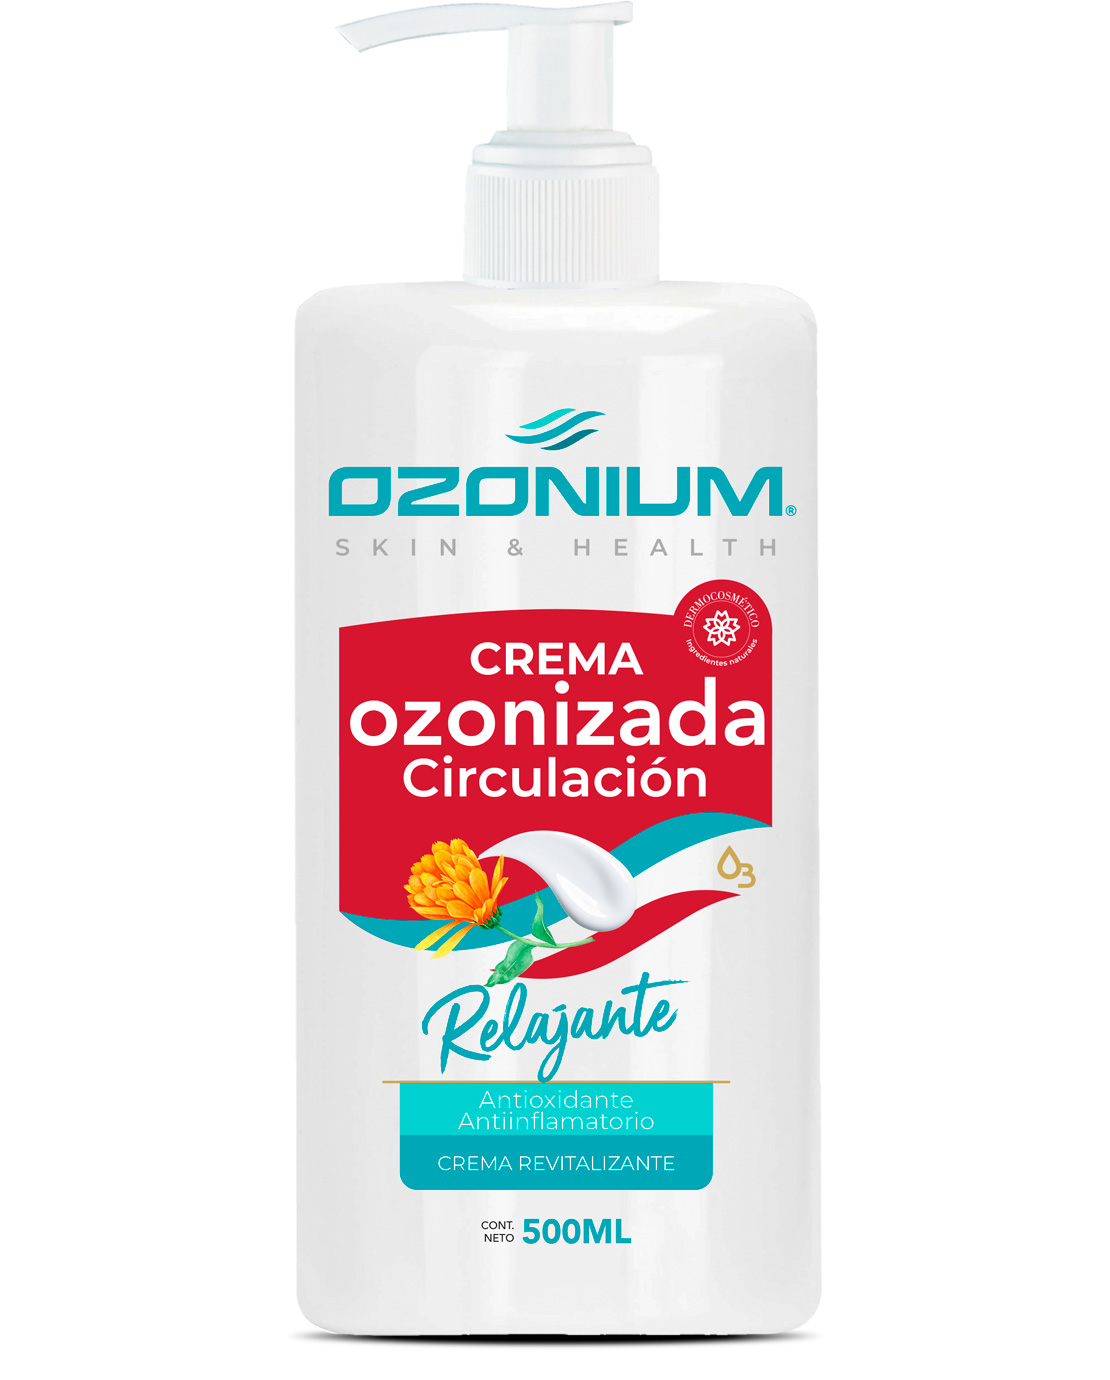 OZONIUM®
SKIN & HEALTH
DERMOCOSMÉTICO
Ingredientes naturales
CREMA
ozonizada
Circulación
O3
Relajante
Antioxidante
Antiinflamatorio
CREMA REVITALIZANTE
CONT.
NETO 500ML